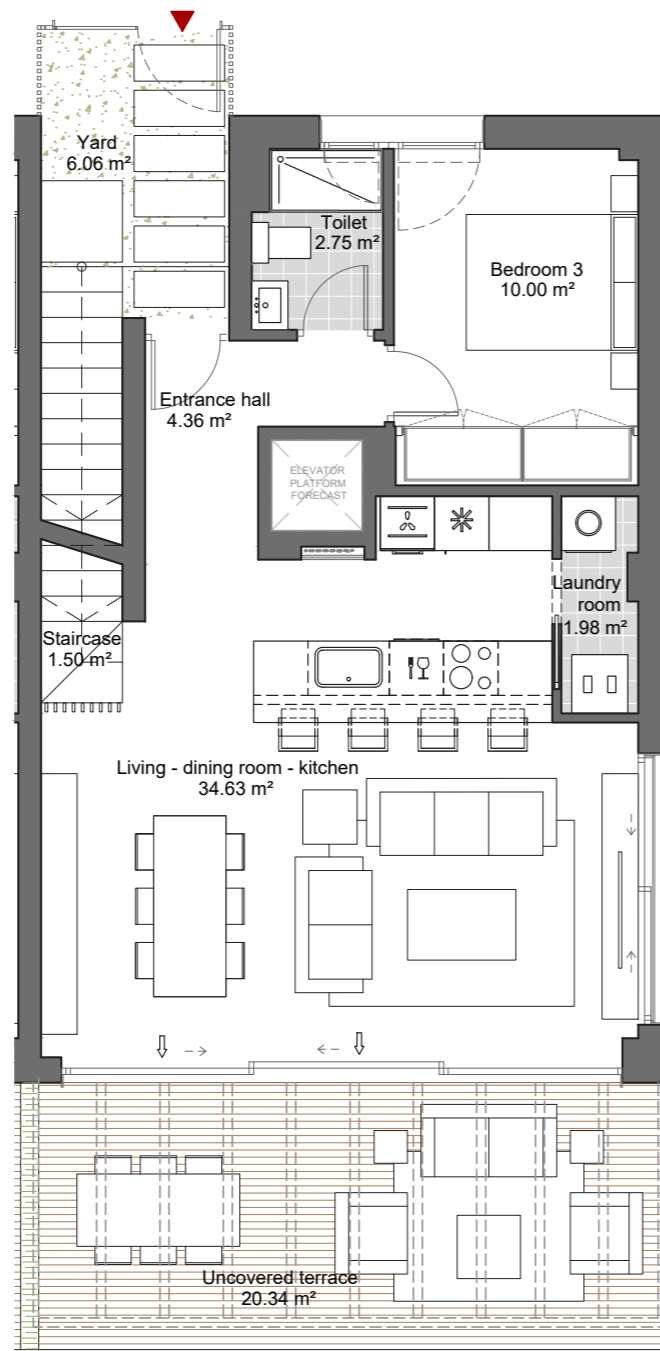 Yard
6.06 m²
Toilet
2.75 m²
Bedroom 3
10.00 m²
Entrance hall
4.36 m²
ELEVATOR
PLATFORM
FORECAST
Laundry
room
1.98 m²
Staircase
1.50 m²
Living - dining room - kitchen
34.63 m²
Uncovered terrace
20.34 m²